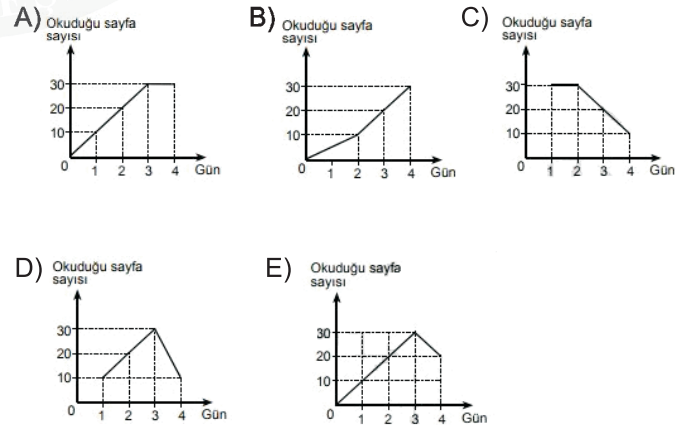 A) Okuduğu sayfa
sayısı
30
20
10
0 1 2 3 4 Gün
B) Okuduğu sayfa
sayısı
30
20
10
0 1 2 3 4 Gün
C) Okuduğu sayfa
sayısı
30
20
10
0 1 2 3 4 Gün
D) Okuduğu sayfa
sayısı
30
20
10
0 1 2 3 4 Gün
E) Okuduğu sayfa
sayısı
30
20
10
0 1 2 3 4 Gün